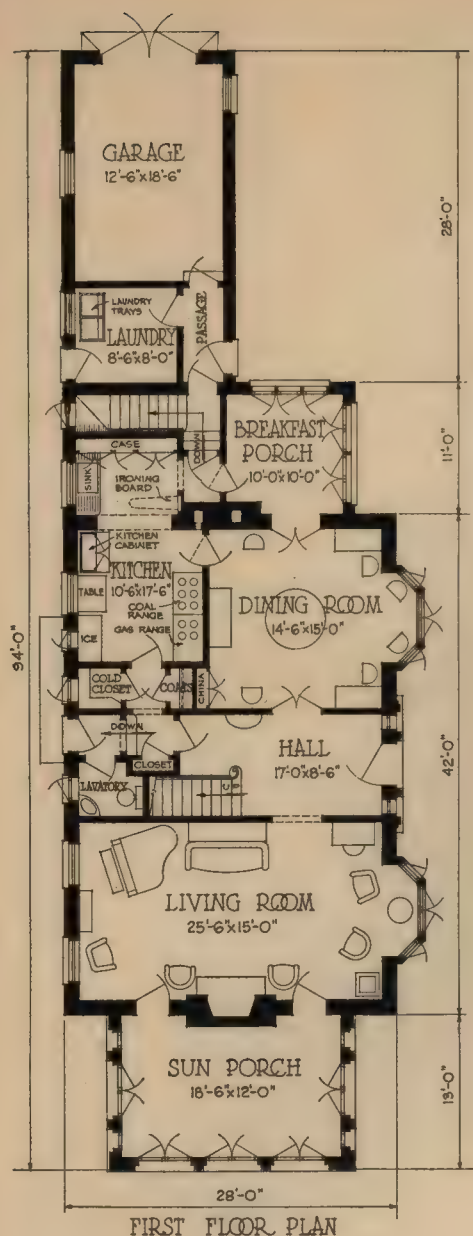 GARAGE
12'-6"x18'-6"
28'-0"
LAUNDRY
TRAYS
LAUNDRY
8'-6"x8'-0"
PASSAGE
CASE
DOWN
BREAKFAST
PORCH
10'-0"x10'-0"
11'-0"
SINK
IRONING
BOARD
KITCHEN
CABINET
KITCHEN
10'-6"x17'-6"
TABLE
COAL
RANGE
GAS RANGE
ICE
DINING ROOM
14'-6"x15'-0"
94'-0"
COLD
CLOSET
COATS
CHINA
DOWN
HALL
17'-0"x8'-6"
42'-0"
CLOSET
LAVATORY
UP
LIVING ROOM
25'-6"x15'-0"
SUN PORCH
18'-6"x12'-0"
13'-0"
28'-0"
FIRST FLOOR PLAN